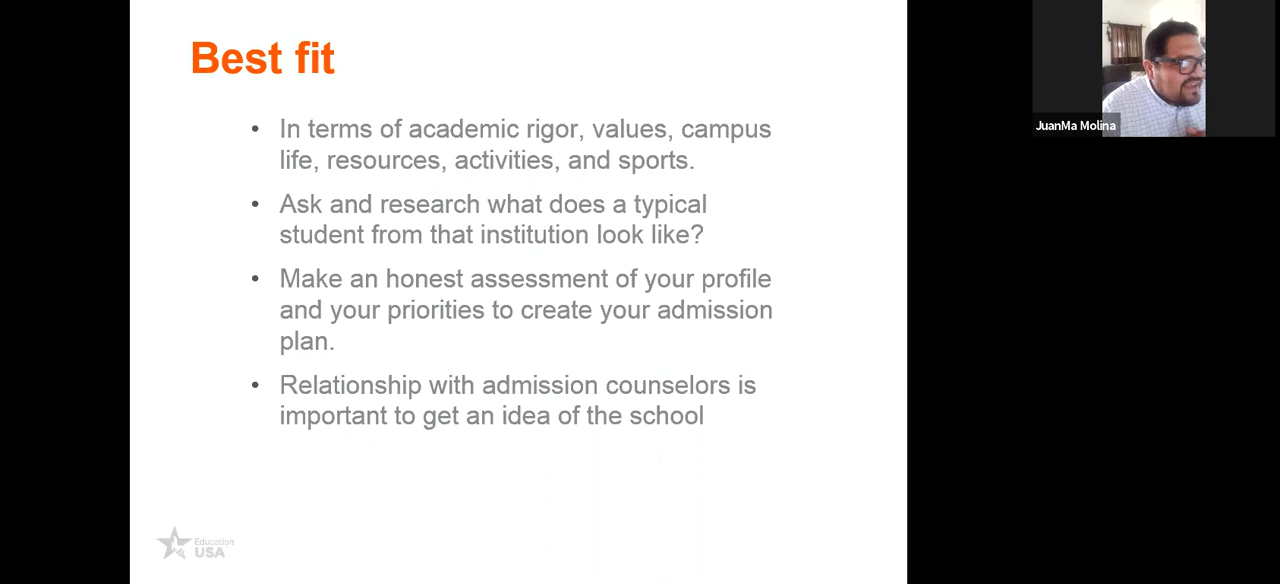 Best fit
• In terms of academic rigor, values, campus
life, resources, activities, and sports.
• Ask and research what does a typical
student from that institution look like?
• Make an honest assessment of your profile
and your priorities to create your admission
plan.
• Relationship with admission counselors is
important to get an idea of the school
Education
USA
JuanMa Molina